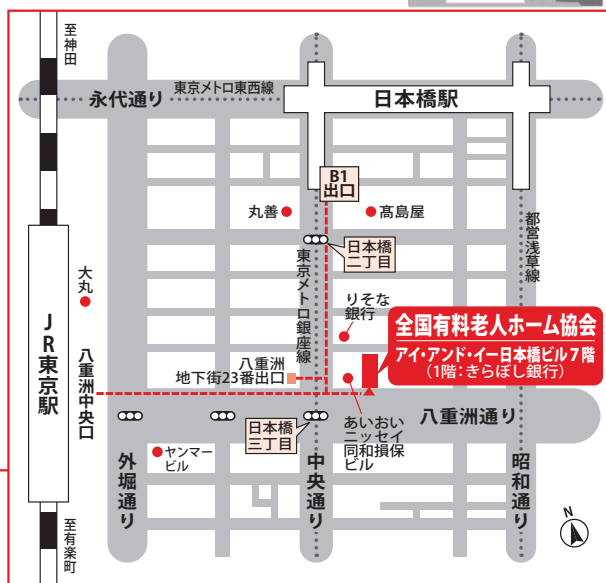 至神田
東京メトロ東西線
永代通り
日本橋駅
B1
出口
丸善
髙島屋
日本橋
二丁目
都営浅草線
東京メトロ銀座線
大丸
りそな
銀行
JR東京駅
八重洲中央口
全国有料老人ホーム協会
アイ・アンド・イー日本橋ビル7階
(1階:きらぼし銀行)
八重洲
地下街23番出口
八重洲通り
日本橋
三丁目
あいおい
ニッセイ
同和損保
ビル
ヤンマー
ビル
外堀通り
中央通り
昭和通り
至有楽町
N